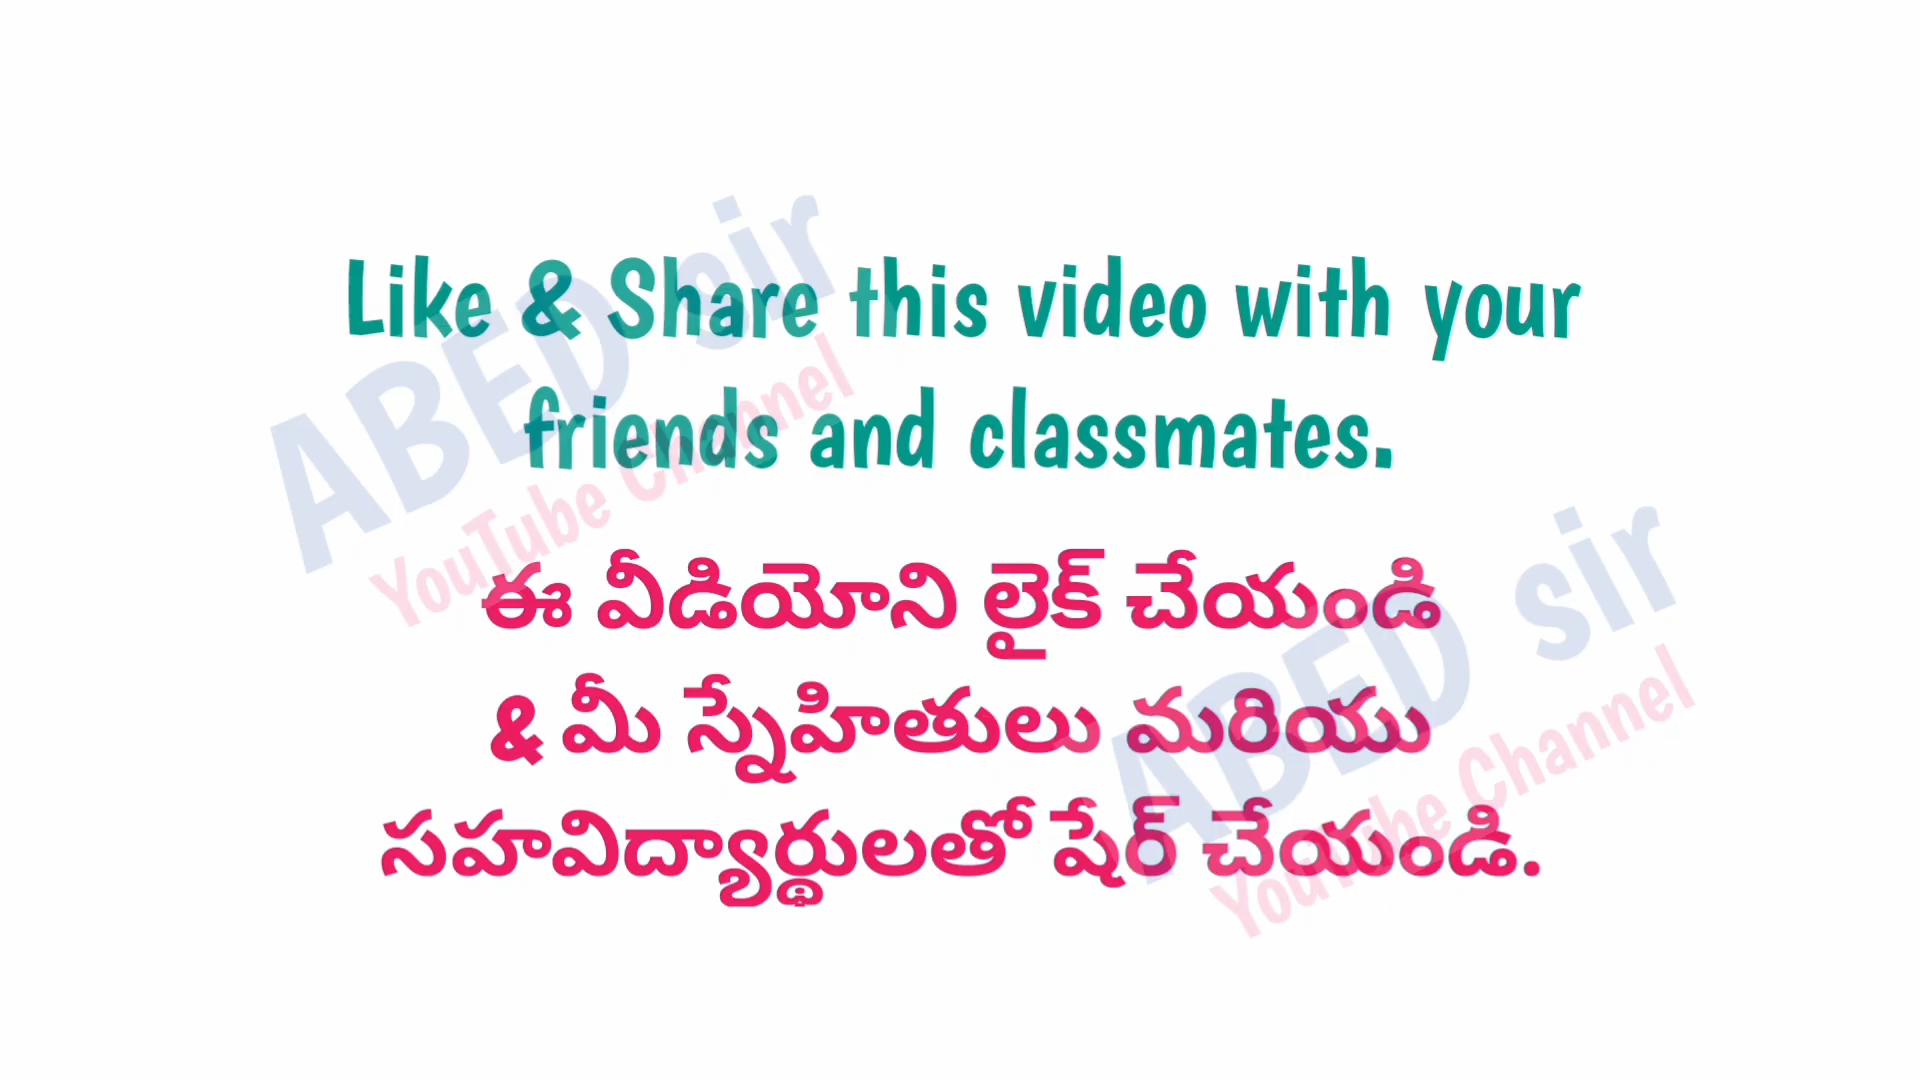 Like & Share this video with your
friends and classmates.
ఈ వీడియోని లైక్ చేయండి
& మీ స్నేహితులు మరియు
సహవిద్యార్థులతో షేర్ చేయండి.
ABED sir
YouTube Channel
ABED sir
YouTube Channel